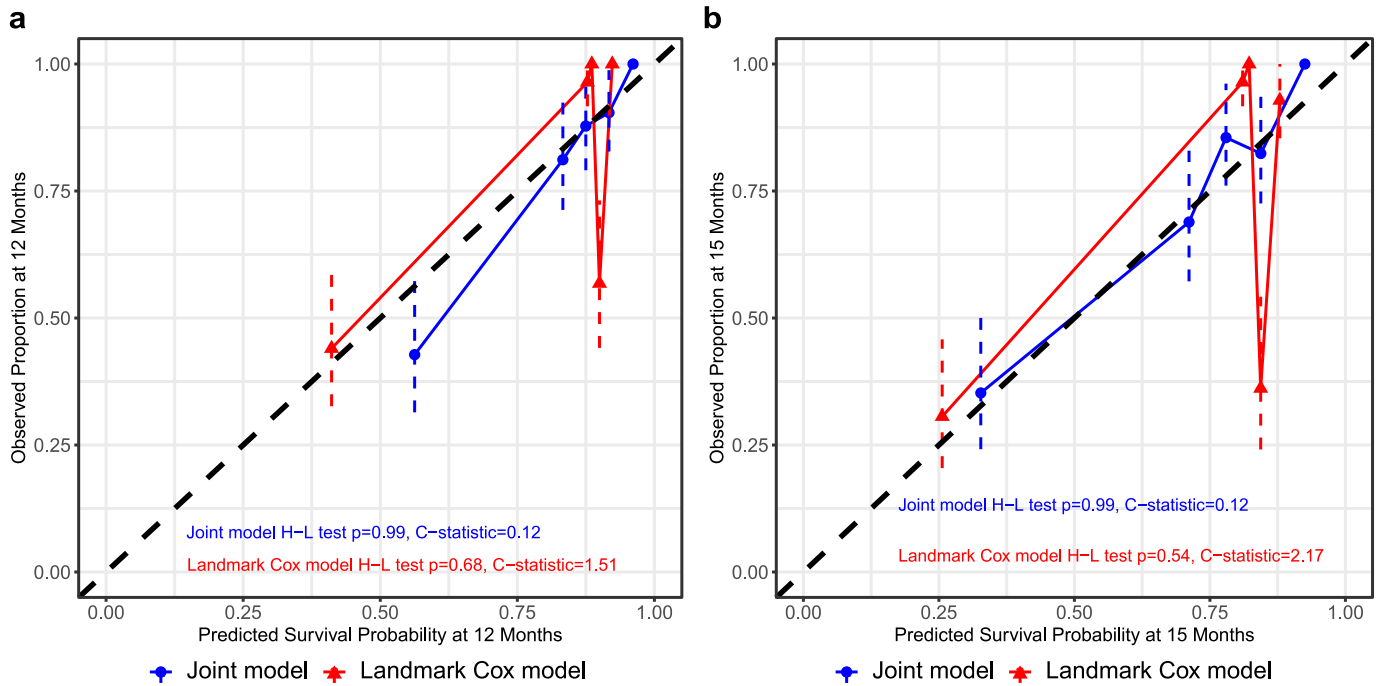 a
Observed Proportion at 12 Months
1.00
0.75
0.50
0.25
0.00
Joint model H−L test p=0.99, C−statistic=0.12
Landmark Cox model H−L test p=0.68, C−statistic=1.51
0.00 0.25 0.50 0.75 1.00
Predicted Survival Probability at 12 Months
Joint model Landmark Cox model
b
Observed Proportion at 15 Months
1.00
0.75
0.50
0.25
0.00
Joint model H−L test p=0.99, C−statistic=0.12
Landmark Cox model H−L test p=0.54, C−statistic=2.17
0.00 0.25 0.50 0.75 1.00
Predicted Survival Probability at 15 Months
Joint model Landmark Cox model